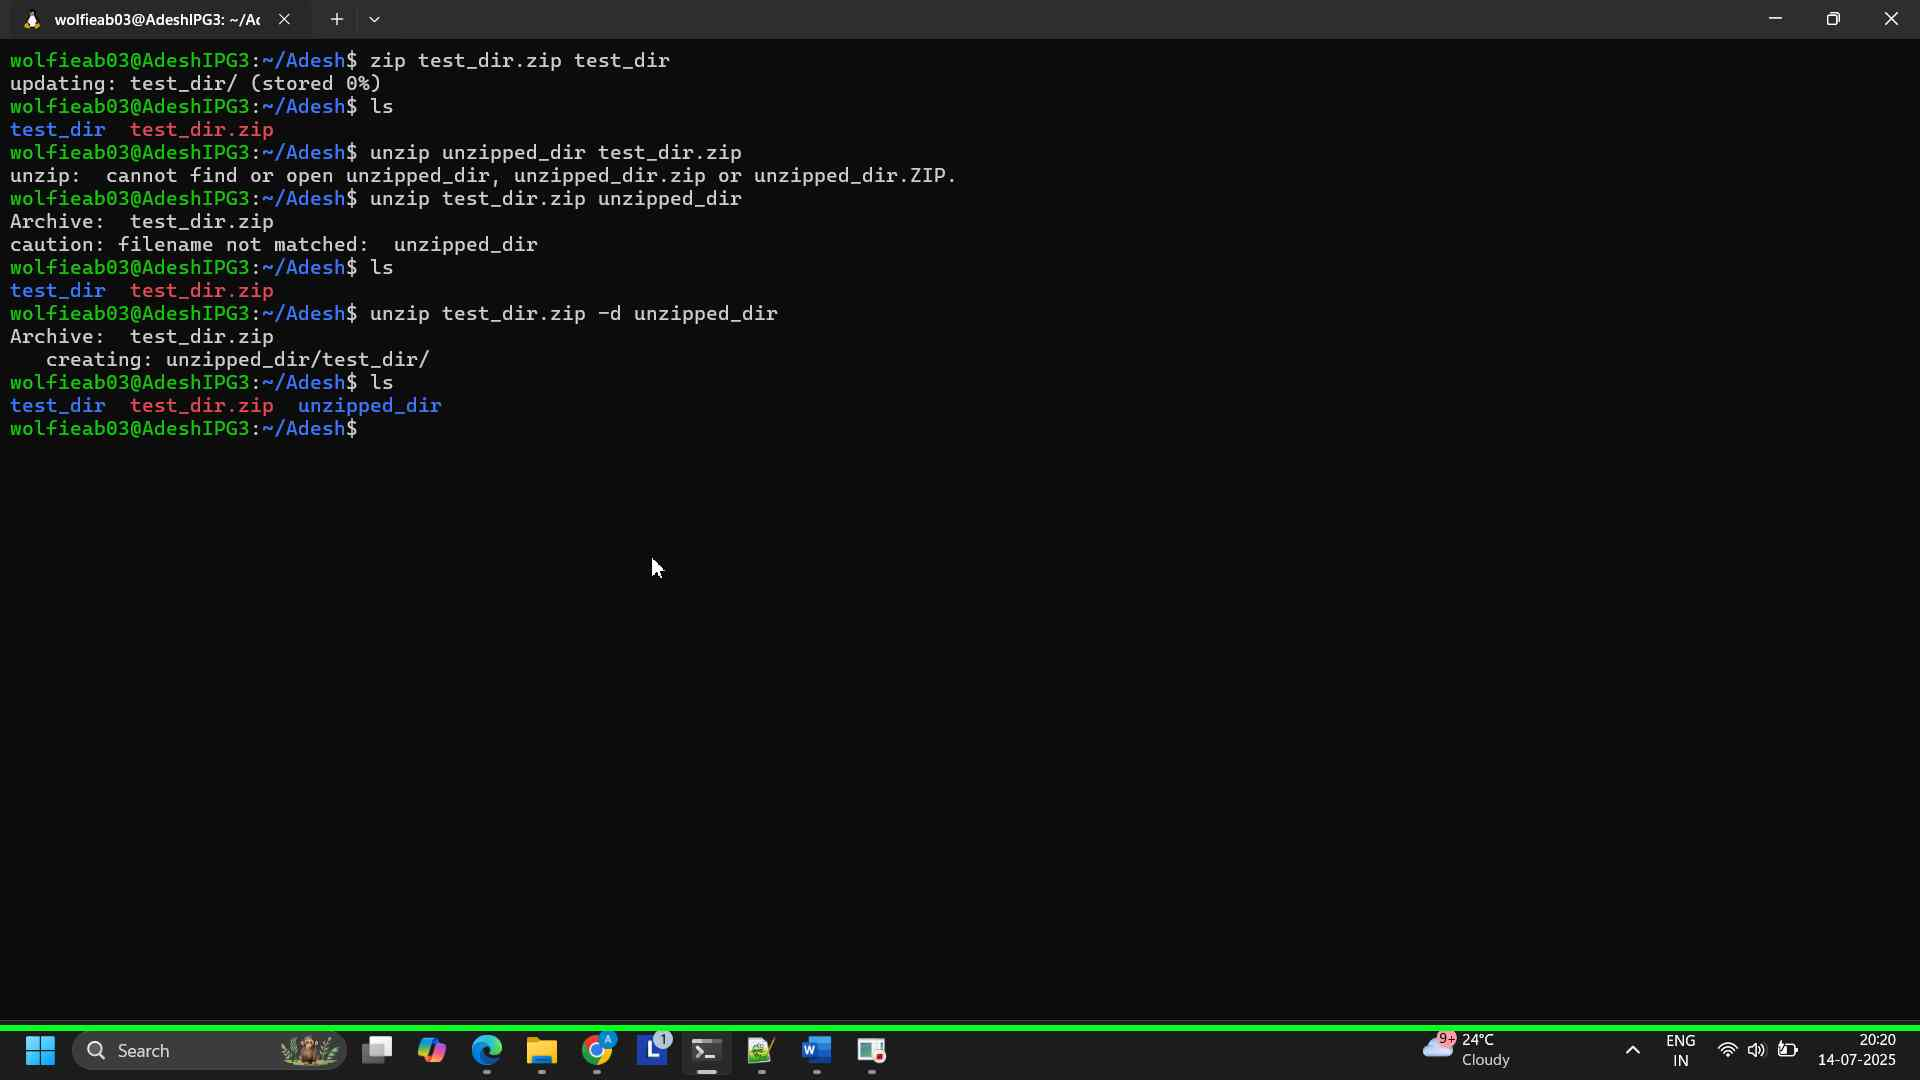 wolfieab03@AdeshIPG3: ~/Ac
wolfieab03@AdeshIPG3:~/Adesh$ zip test_dir.zip test_dir
updating: test_dir/ (stored 0%)
wolfieab03@AdeshIPG3:~/Adesh$ ls
test_dir  test_dir.zip
wolfieab03@AdeshIPG3:~/Adesh$ unzip unzipped_dir test_dir.zip
unzip:  cannot find or open unzipped_dir, unzipped_dir.zip or unzipped_dir.ZIP.
wolfieab03@AdeshIPG3:~/Adesh$ unzip test_dir.zip unzipped_dir
Archive:  test_dir.zip
caution: filename not matched:  unzipped_dir
wolfieab03@AdeshIPG3:~/Adesh$ ls
test_dir  test_dir.zip
wolfieab03@AdeshIPG3:~/Adesh$ unzip test_dir.zip -d unzipped_dir
Archive:  test_dir.zip
   creating: unzipped_dir/test_dir/
wolfieab03@AdeshIPG3:~/Adesh$ ls
test_dir  test_dir.zip  unzipped_dir
wolfieab03@AdeshIPG3:~/Adesh$
Search
A
L 1
W
9+
24°C
Cloudy
ENG
IN
20:20
14-07-2025